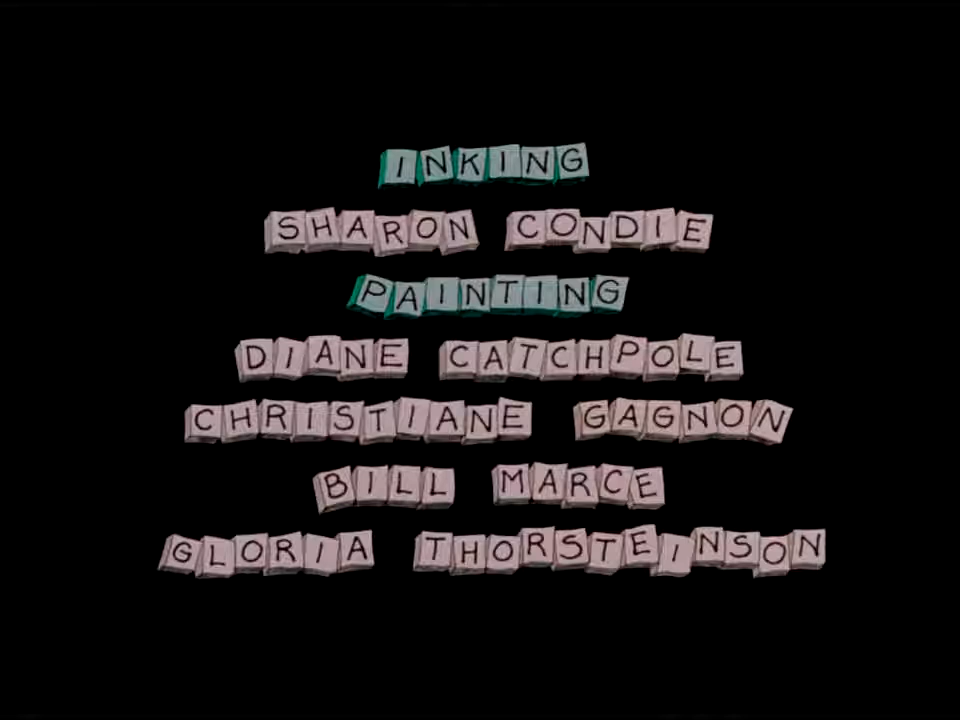 INKING
SHARON CONDIE
PAINTING
DIANE CATCHPOLE
CHRISTIANE GAGNON
BILL MARCE
GLORIA THORSTEINSON